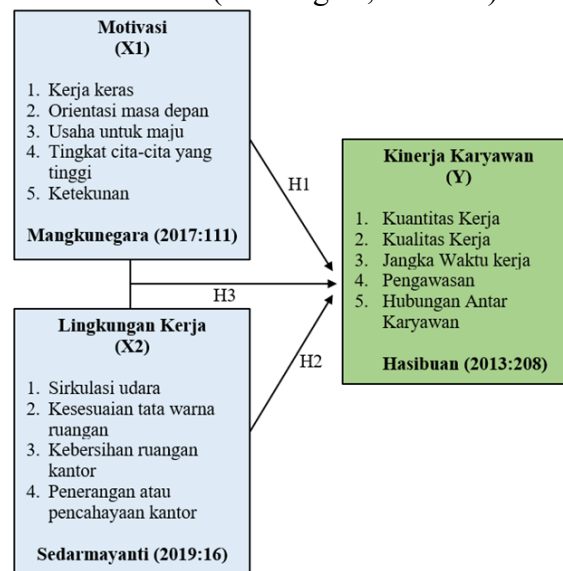 Motivasi
(X1)
1. Kerja keras
2. Orientasi masa depan
3. Usaha untuk maju
4. Tingkat cita-cita yang
tinggi
5. Ketekunan
Mangkunegara (2017:111)
H1
H3
H2
Lingkungan Kerja
(X2)
1. Sirkulasi udara
2. Kesesuaian tata warna
ruangan
3. Kebersihan ruangan
kantor
4. Penerangan atau
pencahayaan kantor
Sedarmayanti (2019:16)
Kinerja Karyawan
(Y)
1. Kuantitas Kerja
2. Kualitas Kerja
3. Jangka Waktu kerja
4. Pengawasan
5. Hubungan Antar
Karyawan
Hasibuan (2013:208)